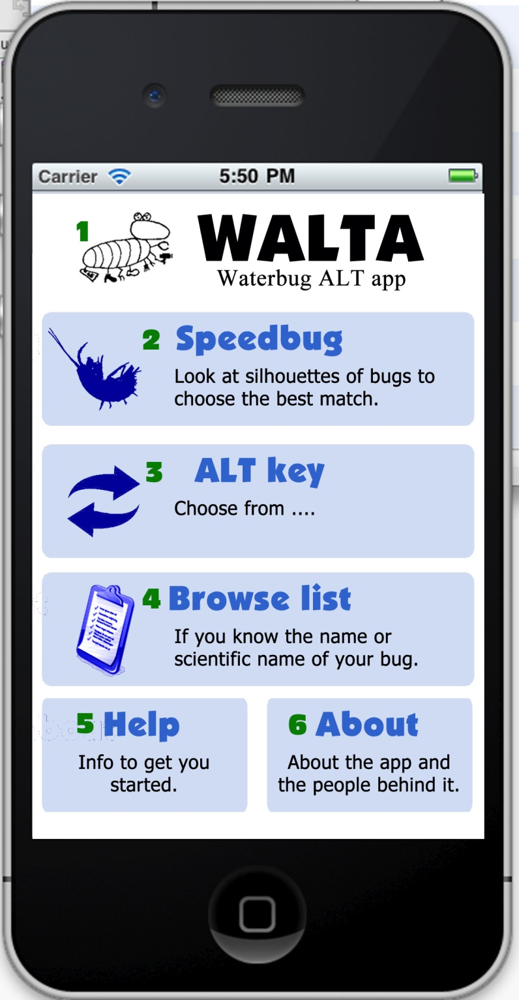 Carrier 5:50 PM
1 WALTA
Waterbug ALT app
2 Speedbug
Look at silhouettes of bugs to
choose the best match.
3 ALT key
Choose from ....
4 Browse list
If you know the name or
scientific name of your bug.
5 Help
Info to get you
started.
6 About
About the app and
the people behind it.